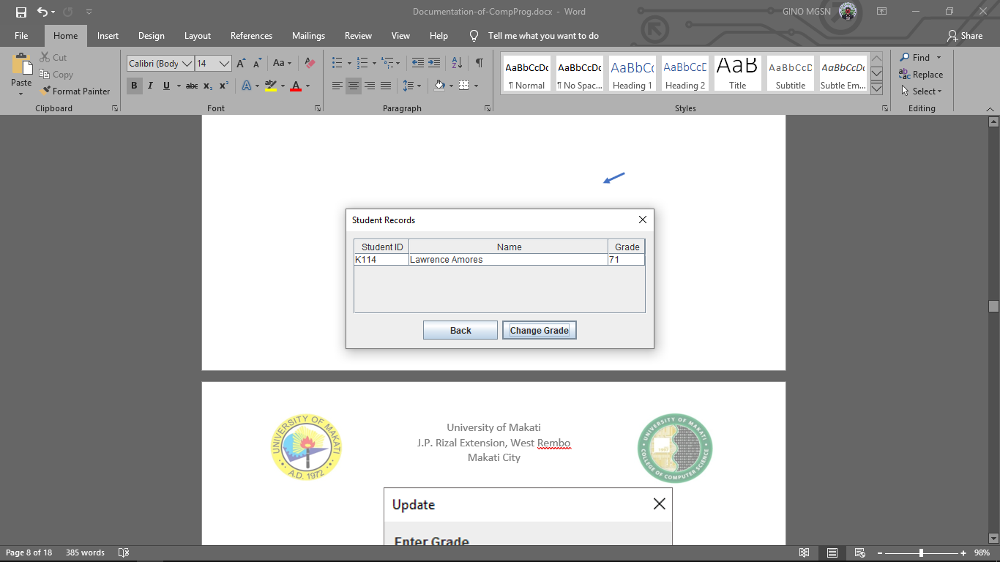 Documentation-of-CompProg.docx - Word
GINO MGSN
File Home Insert Design Layout References Mailings Review View Help Tell me what you want to do Share
Paste
Cut
Copy
Format Painter
Clipboard
Calibri (Body 14
Aa
B I U abc x₂ x²
A aby A
Font
Paragraph
AaBbCcDc AaBbCcDc AaBbCc AaBbCcD AaB AaBbCcD AaBbCcDc
¶ Normal ¶ No Spac... Heading 1 Heading 2 Title Subtitle Subtle Em...
Styles
Find
Replace
Select
Editing
Student Records
Student ID Name Grade
K114 Lawrence Amores 71
Back Change Grade
UNIVERSITY OF MAKATI
A.D. 1972
University of Makati
J.P. Rizal Extension, West Rembo
Makati City
UNIVERSITY OF MAKATI
COLLEGE OF COMPUTER SCIENCE
Update
Enter Grade
Page 8 of 18 385 words 98%